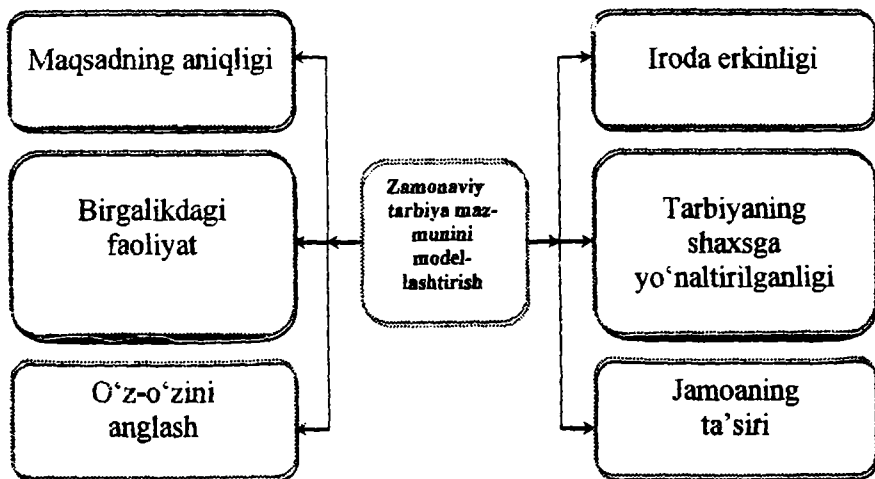 Maqsadning aniqligi
Birgalikdagi
faoliyat
O‘z-o‘zini
anglash
Zamonaviy
tarbiya maz-
munini
model-
lashtirish
Iroda erkinligi
Tarbiyaning
shaxsga
yo‘naltirilganligi
Jamoaning
ta’siri